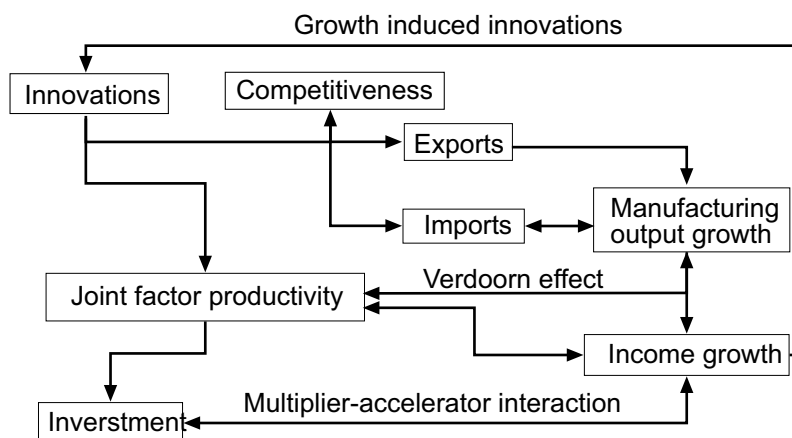 Growth induced innovations
Innovations
Competitiveness
Exports
Imports
Manufacturing
output growth
Verdoorn effect
Joint factor productivity
Income growth
Multiplier-accelerator interaction
Inverstment